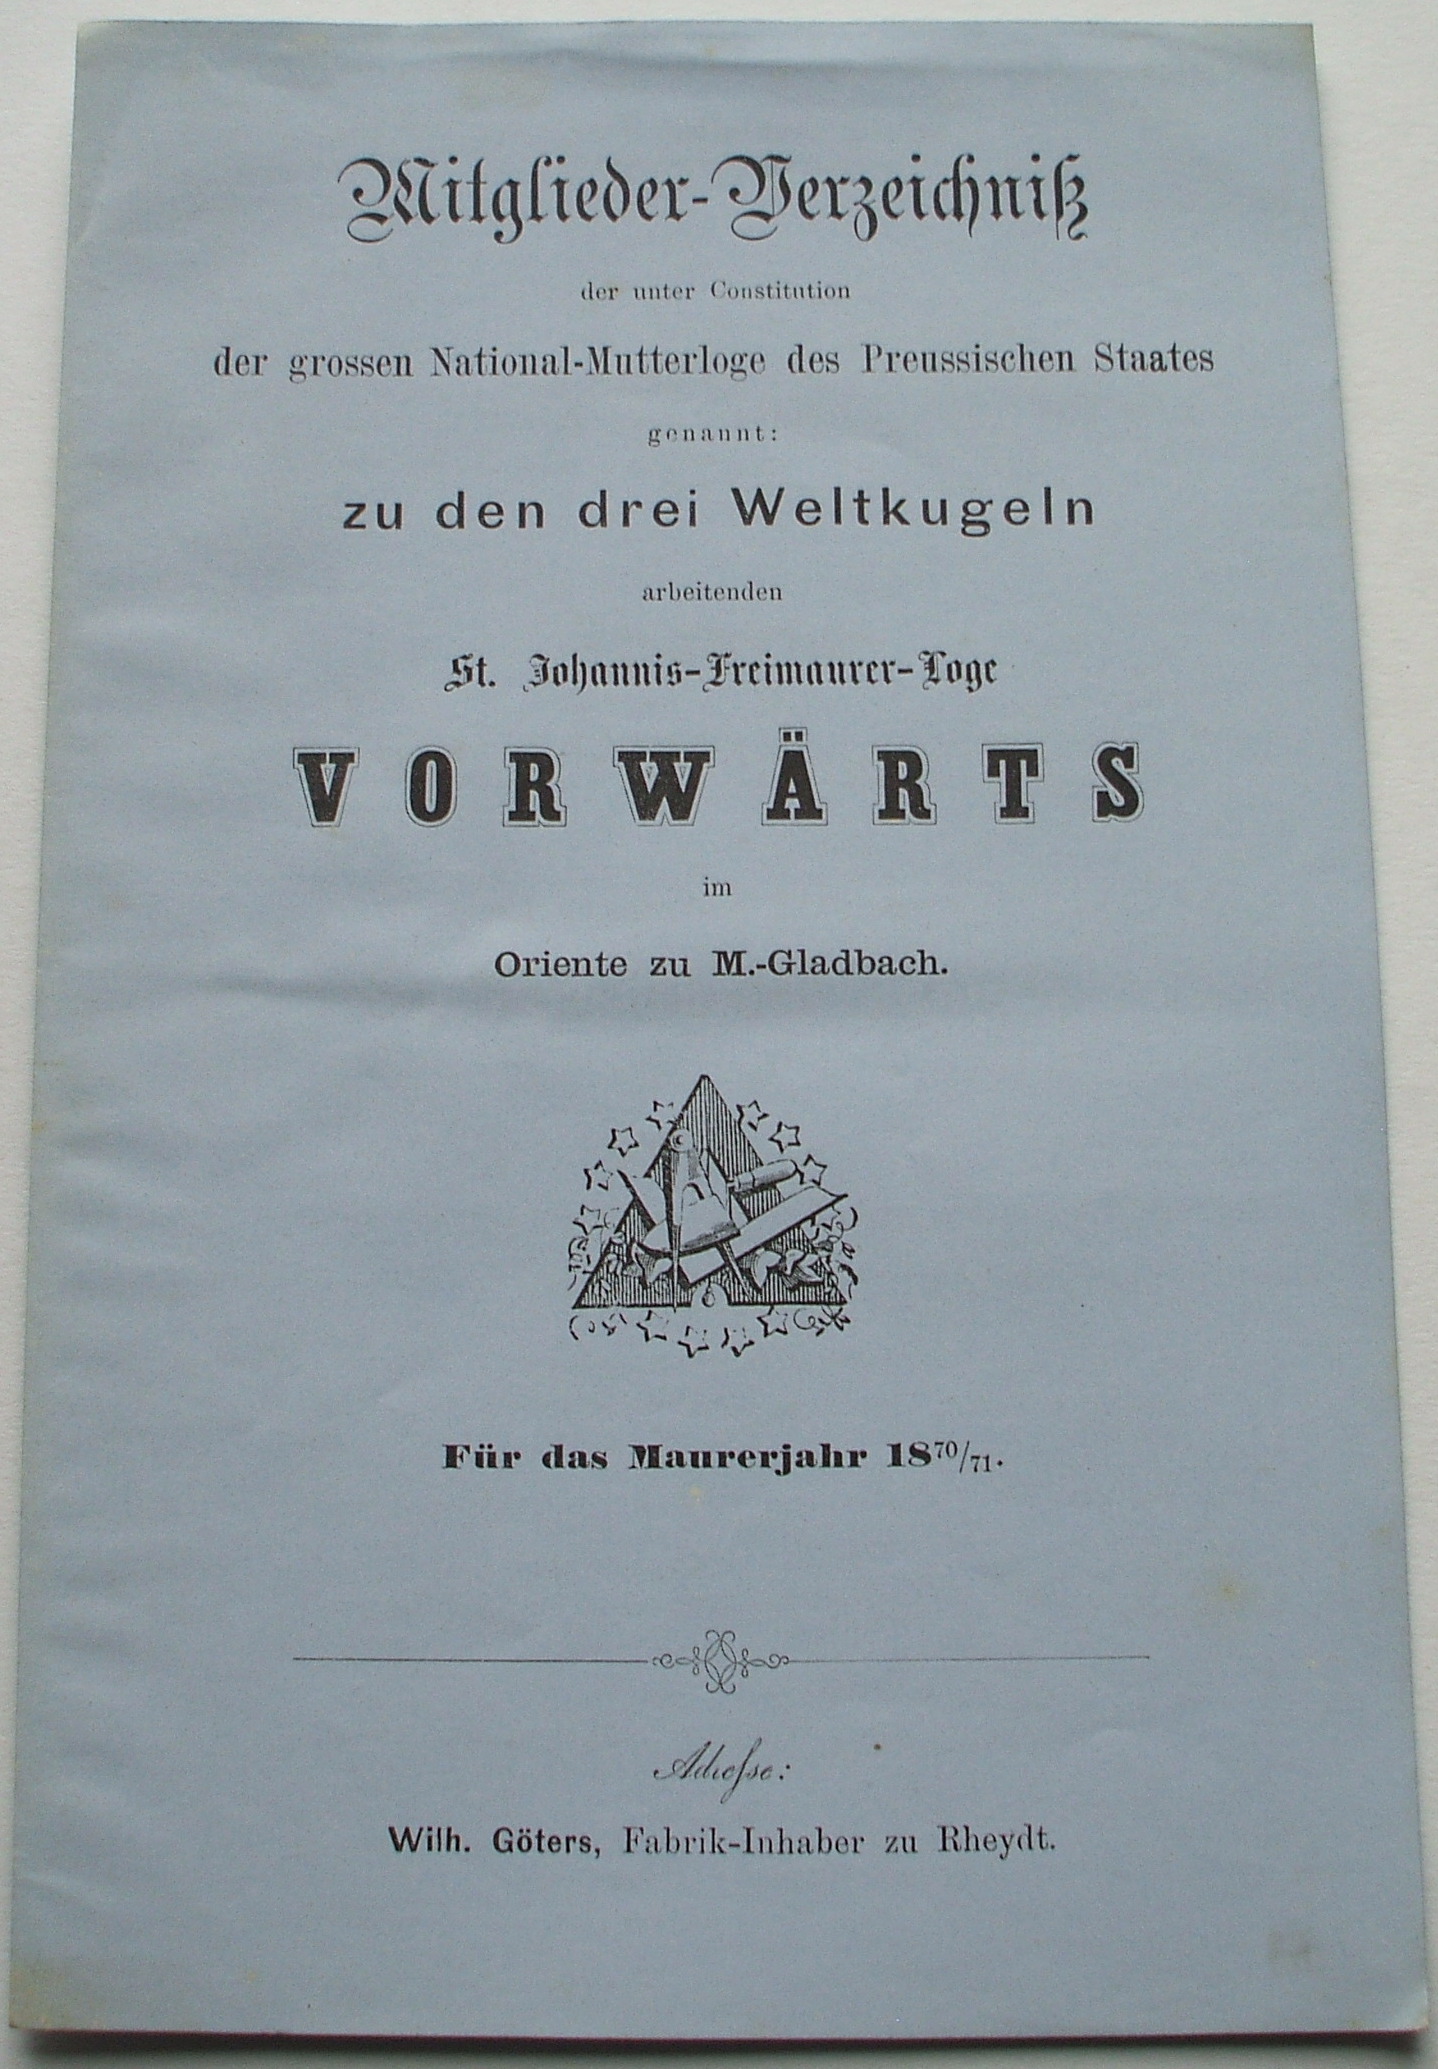 Mitglieder-Verzeichniß
der unter Constitution
der grossen National-Mutterloge des Preussischen Staates
genannt:
zu den drei Weltkugeln
arbeitenden
St. Johannis-Freimaurer-Loge
VORWÄRTS
im
Oriente zu M.-Gladbach.
Für das Maurerjahr 18⁷⁰/₇₁.
Adreſse:
Wilh. Göters, Fabrik-Inhaber zu Rheydt.